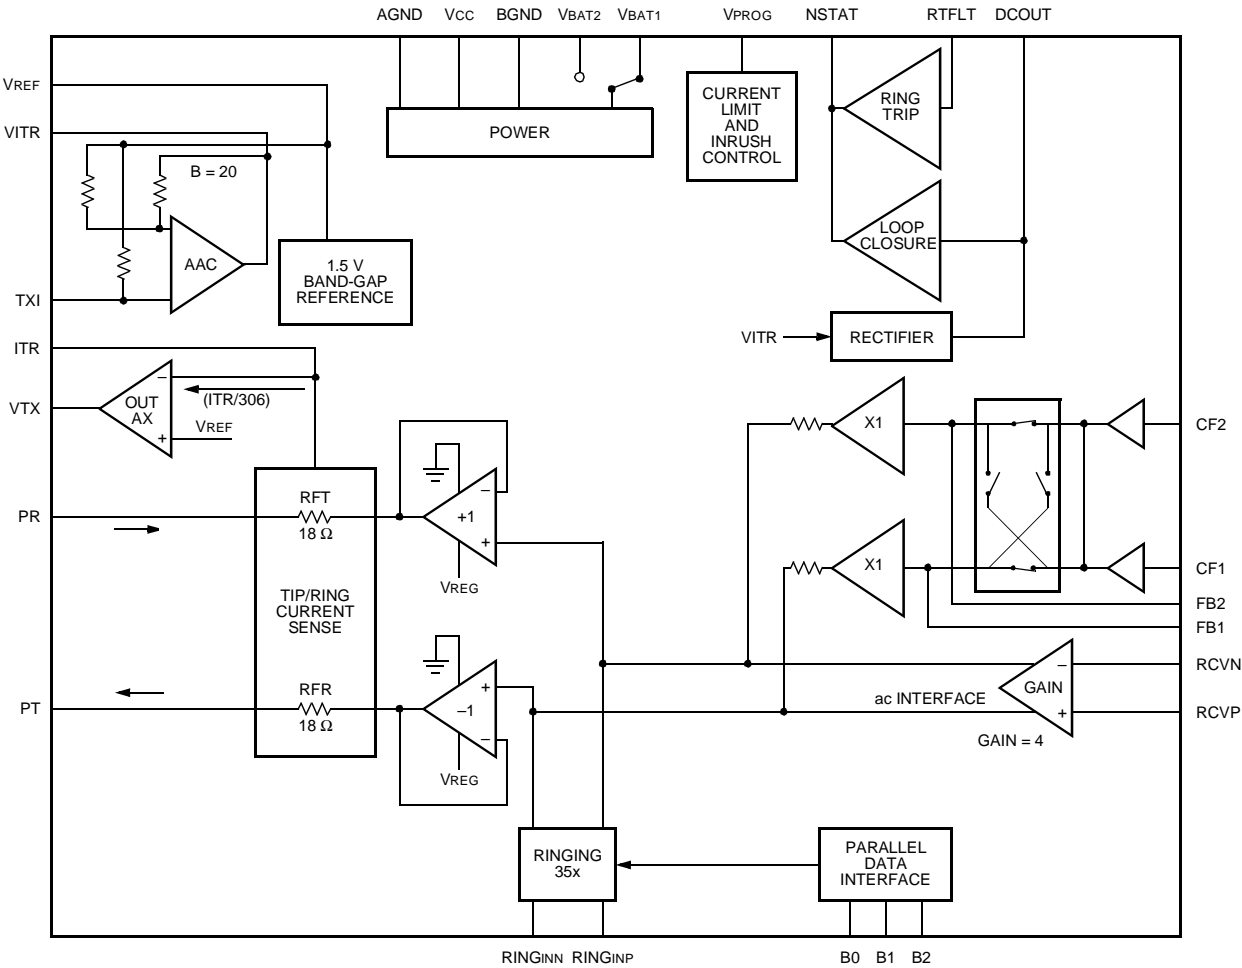 AGND VCC BGND VBAT2 VBAT1 VPROG NSTAT RTFLT DCOUT
VREF
VITR
TXI
ITR
VTX
PR
PT
B = 20
AAC
1.5 V
BAND-GAP
REFERENCE
POWER
CURRENT
LIMIT
AND
INRUSH
CONTROL
RING
TRIP
LOOP
CLOSURE
VITR
RECTIFIER
OUT
AX
–
+
(ITR/306)
VREF
RFT
18 Ω
TIP/RING
CURRENT
SENSE
RFR
18 Ω
–
+1
+
VREG
+
–1
–
VREG
X1
X1
CF2
CF1
FB2
FB1
RCVN
RCVP
–
GAIN
+
ac INTERFACE
GAIN = 4
RINGING
35x
PARALLEL
DATA
INTERFACE
RINGINN RINGINP B0 B1 B2